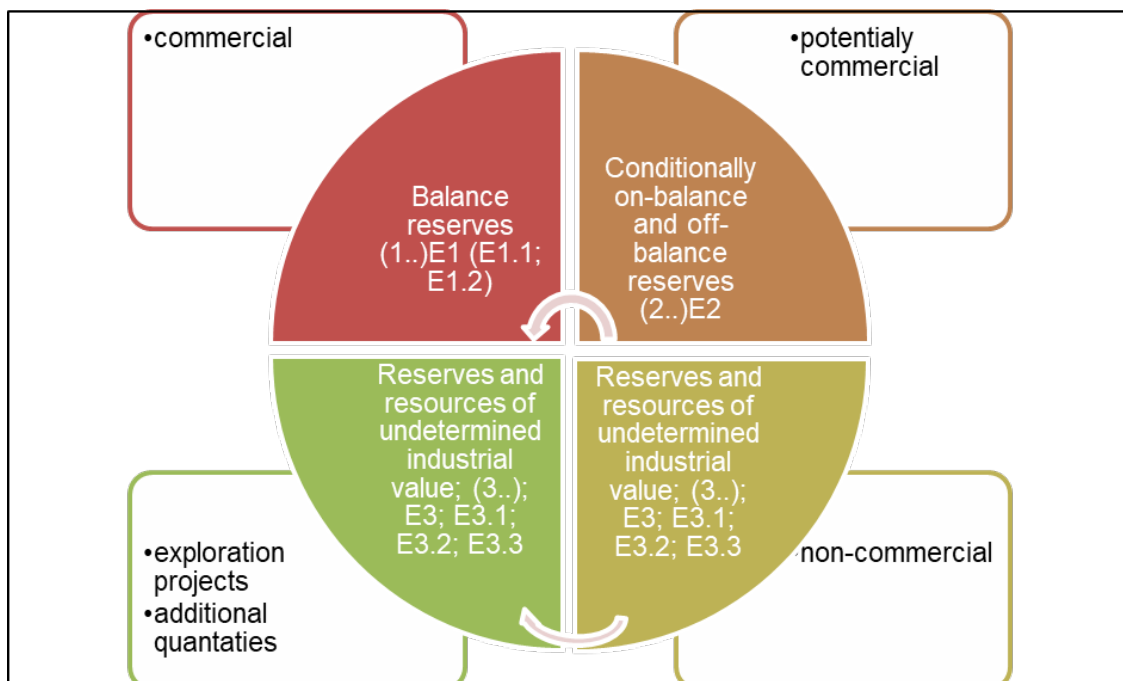 •commercial
•potentialy
commercial
Balance
reserves
(1..)E1 (E1.1;
E1.2)
Conditionally
on-balance
and off-
balance
reserves
(2..)E2
Reserves and
resources of
undetermined
industrial
value; (3..);
E3; E3.1;
E3.2; E3.3
Reserves and
resources of
undetermined
industrial
value; (3..);
E3; E3.1;
E3.2; E3.3
•exploration
projects
•additional
quantaties
•non-commercial